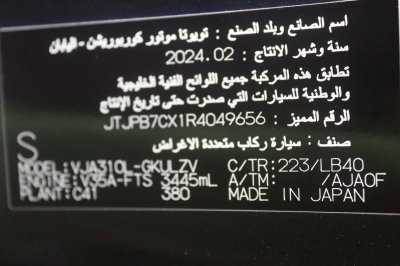 اسم الصانع وبلد الصنع : تويوتا موتور كوربوريشن - اليابان
سنة وشهر الانتاج : 2024.02
تطابق هذه المركبة جميع اللوائح الفنية الخليجية
والوطنية للسيارات التي صدرت حتى تاريخ الإنتاج
الرقم المميز : JTJPB7CX1R4049656
صنف : سيارة ركاب متعددة الاغراض
S
MODEL:VJA310L-GKULZV C/TR:223/LB40
ENGINE:V35A-FTS 3445mL A/TM: /AJA0F
PLANT:C41 380 MADE IN JAPAN